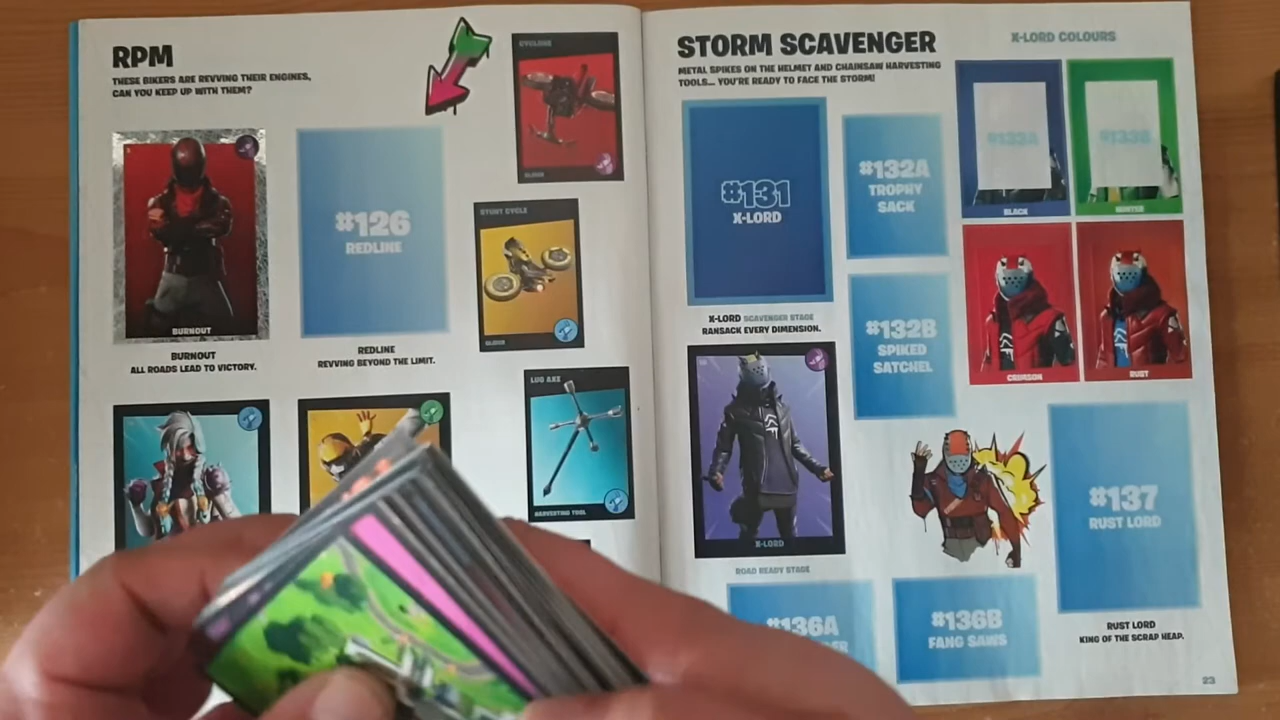 RPM
THESE BIKERS ARE REVVING THEIR ENGINES,
CAN YOU KEEP UP WITH THEM?
CYCLONE
GLIDER
BURNOUT
BURNOUT
ALL ROADS LEAD TO VICTORY.
#126
REDLINE
REDLINE
REVVING BEYOND THE LIMIT.
STUNT CYCLE
GLIDER
LUG AXE
HARVESTING TOOL
STORM SCAVENGER
METAL SPIKES ON THE HELMET AND CHAINSAW HARVESTING
TOOLS... YOU'RE READY TO FACE THE STORM!
X-LORD COLOURS
#131
X-LORD
X-LORD SCAVENGER STAGE
RANSACK EVERY DIMENSION.
#132A
TROPHY
SACK
#132B
SPIKED
SATCHEL
#133A
BLACK
#133B
HUNTER
CRIMSON
RUST
X-LORD
ROAD READY STAGE
#136A
#136B
FANG SAWS
#137
RUST LORD
RUST LORD
KING OF THE SCRAP HEAP.
23